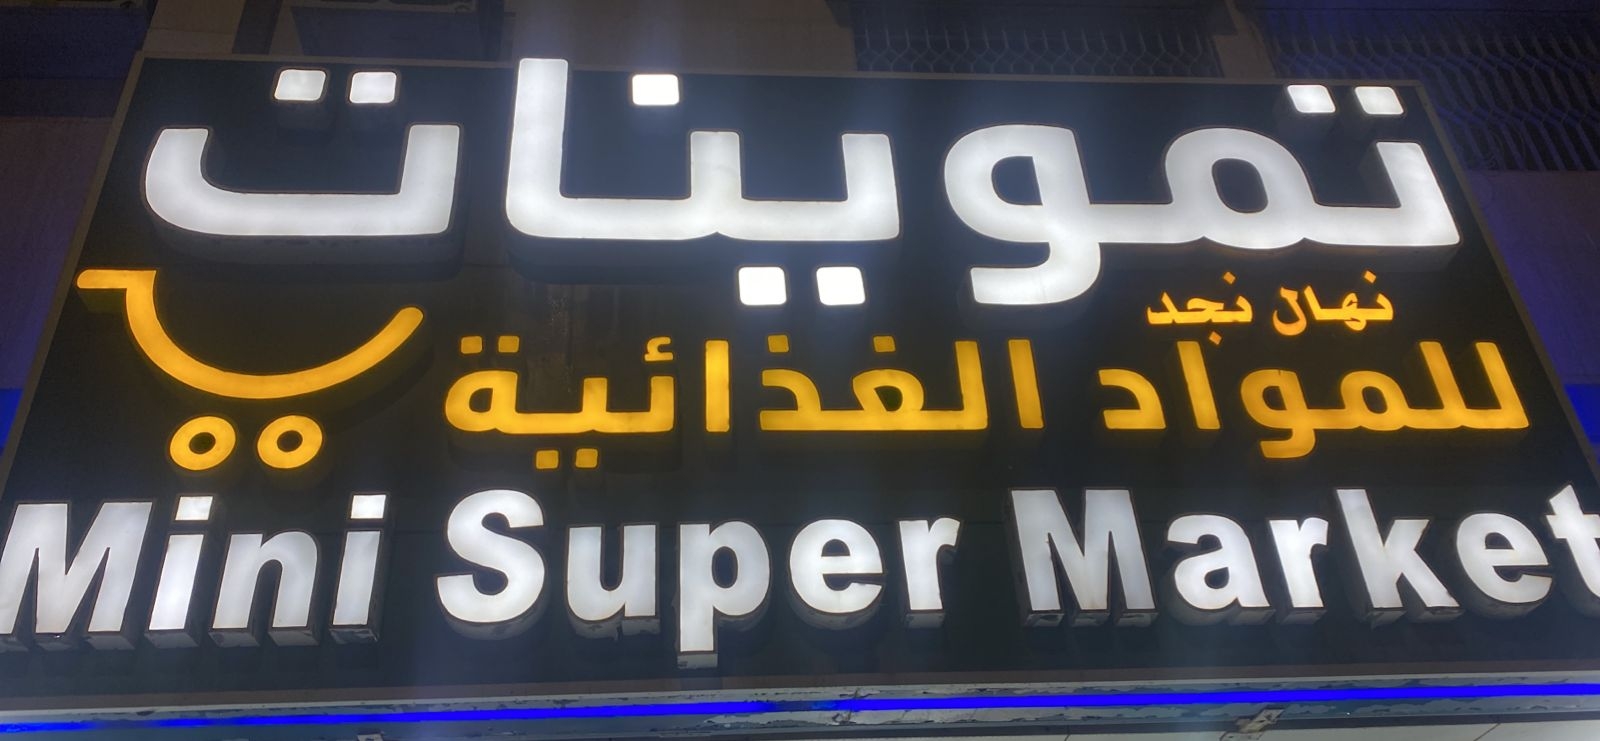 تموينات
نهال نجد
للمواد الغذائية
Mini Super Market